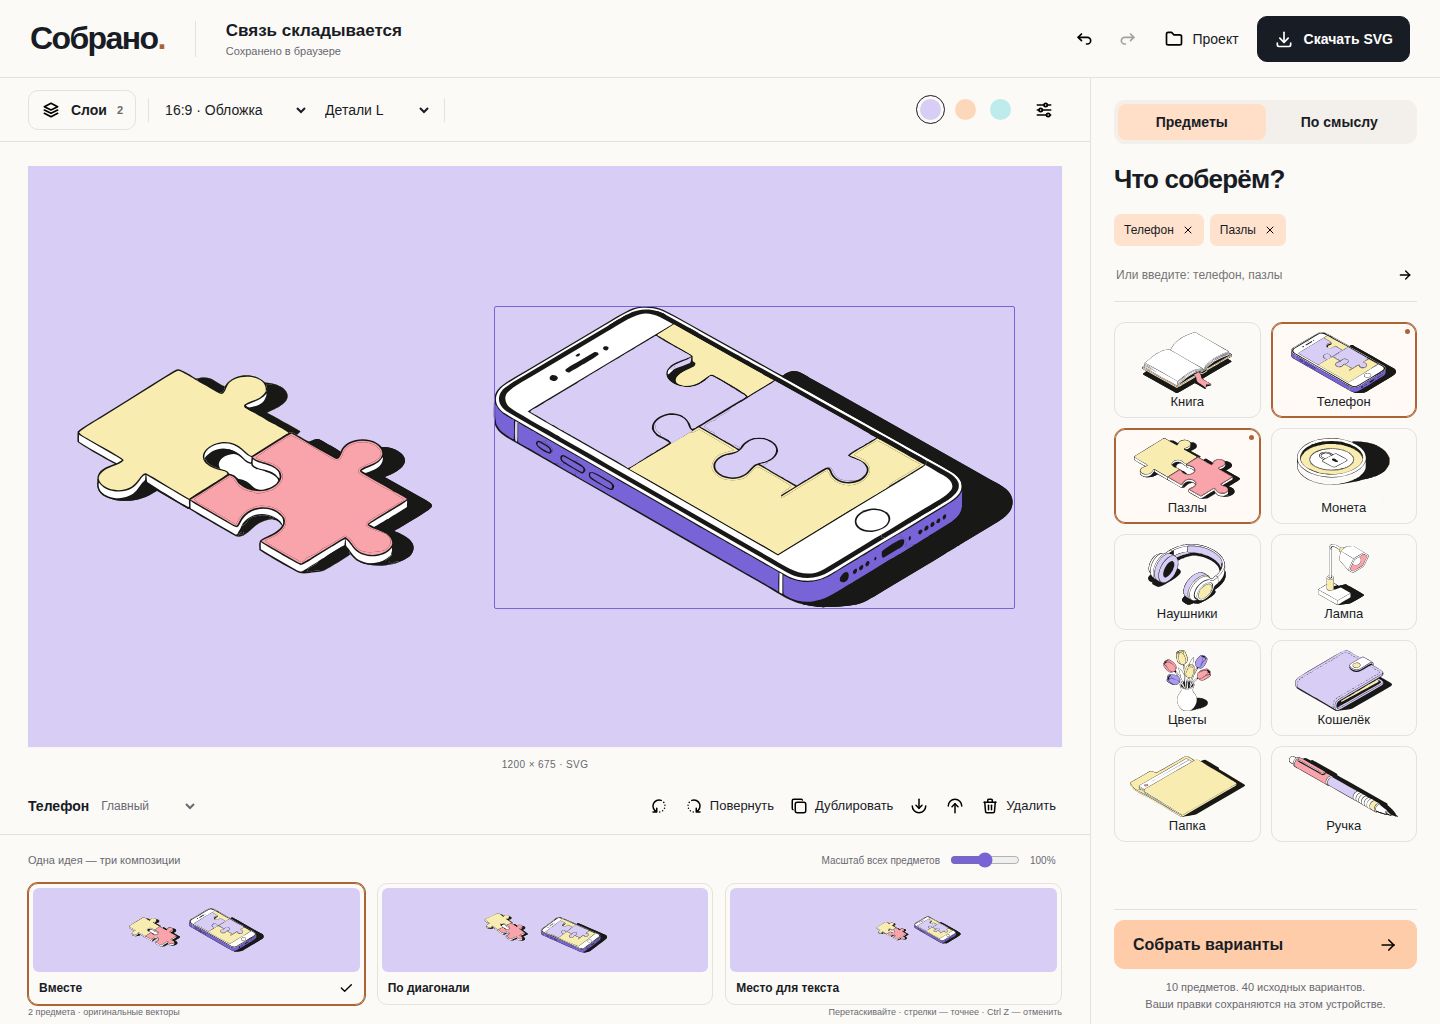 Собрано.
Связь складывается
Сохранено в браузере
Проект
Скачать SVG
Слои 2
16:9 · Обложка
Детали L
1200 × 675 · SVG
Телефон Главный
Повернуть
Дублировать
Удалить
Одна идея — три композиции
Масштаб всех предметов 100%
Вместе
По диагонали
Место для текста
2 предмета · оригинальные векторы
Перетаскивайте · стрелки — точнее · Ctrl Z — отменить
Предметы
По смыслу
Что соберём?
Телефон
Пазлы
Или введите: телефон, пазлы
Книга
Телефон
Пазлы
Монета
Наушники
Лампа
Цветы
Кошелёк
Папка
Ручка
Собрать варианты
10 предметов. 40 исходных вариантов.
Ваши правки сохраняются на этом устройстве.